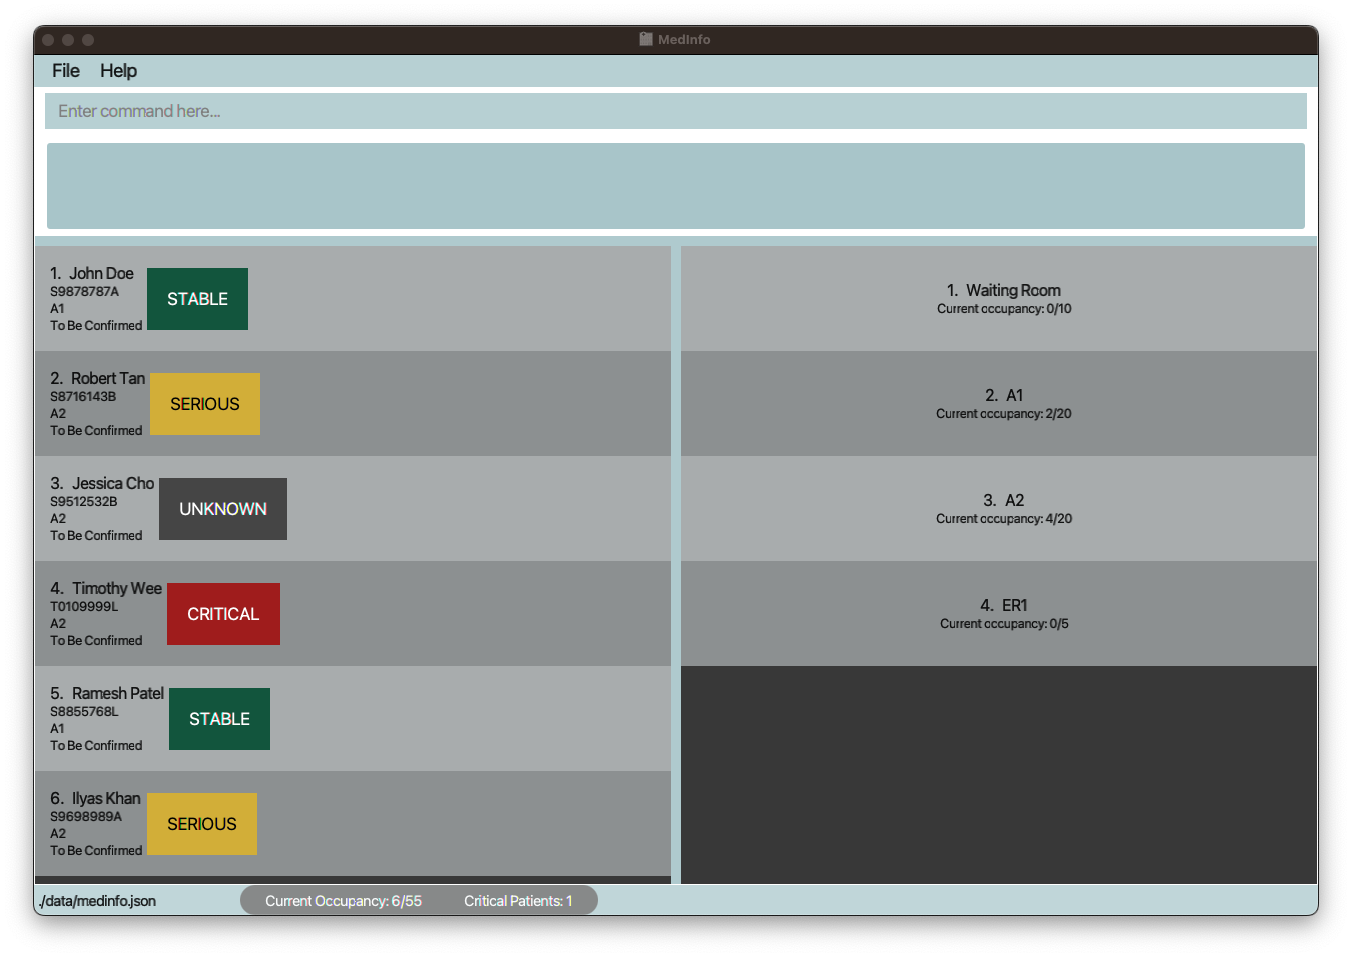 MedInfo
File Help
Enter command here...
1. John Doe
S9878787A
A1
To Be Confirmed
STABLE
2. Robert Tan
S8716143B
A2
To Be Confirmed
SERIOUS
3. Jessica Cho
S9512532B
A2
To Be Confirmed
UNKNOWN
4. Timothy Wee
T0109999L
A2
To Be Confirmed
CRITICAL
5. Ramesh Patel
S8855768L
A1
To Be Confirmed
STABLE
6. Ilyas Khan
S9698989A
A2
To Be Confirmed
SERIOUS
1. Waiting Room
Current occupancy: 0/10
2. A1
Current occupancy: 2/20
3. A2
Current occupancy: 4/20
4. ER1
Current occupancy: 0/5
./data/medinfo.json
Current Occupancy: 6/55
Critical Patients: 1